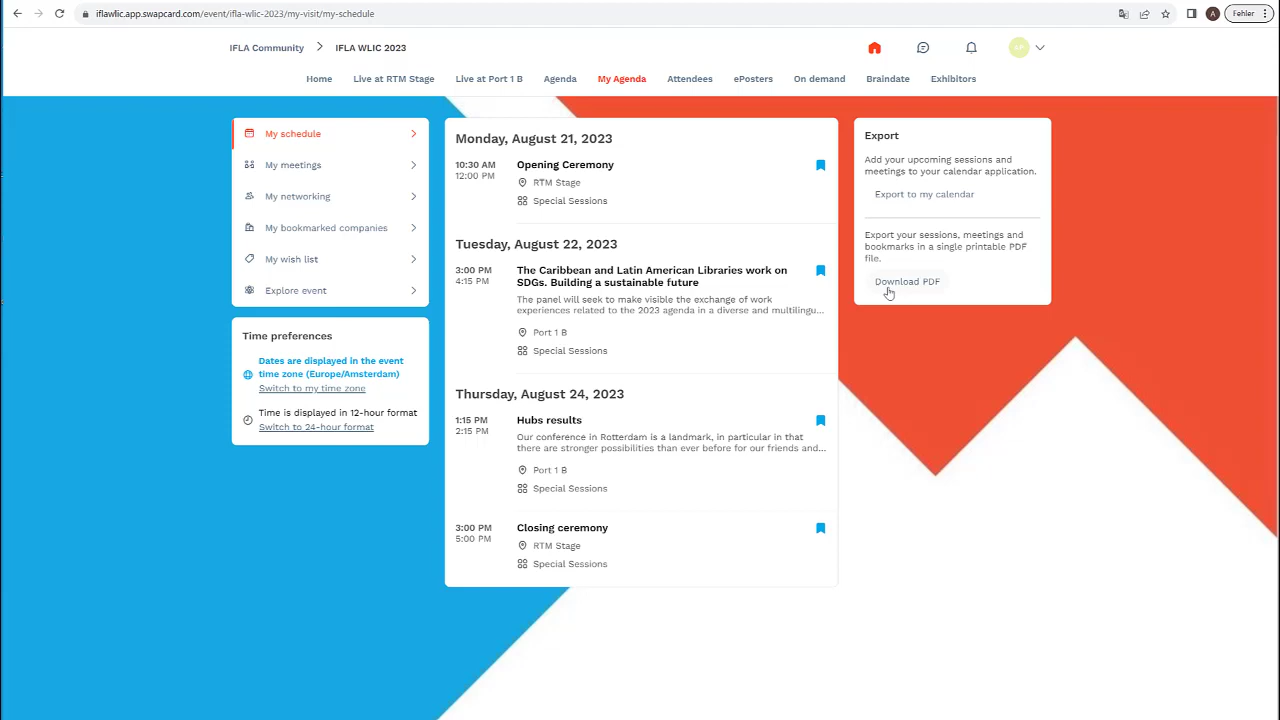 iflawlic.app.swapcard.com/event/ifla-wlic-2023/my-visit/my-schedule
A
Fehler
IFLA Community
IFLA WLIC 2023
Home
Live at RTM Stage
Live at Port 1 B
Agenda
My Agenda
Attendees
ePosters
On demand
Braindate
Exhibitors
My schedule
My meetings
My networking
My bookmarked companies
My wish list
Explore event
Time preferences
Dates are displayed in the event
time zone (Europe/Amsterdam)
Switch to my time zone
Time is displayed in 12-hour format
Switch to 24-hour format
Monday, August 21, 2023
10:30 AM
12:00 PM
Opening Ceremony
RTM Stage
Special Sessions
Tuesday, August 22, 2023
3:00 PM
4:15 PM
The Caribbean and Latin American Libraries work on
SDGs. Building a sustainable future
The panel will seek to make visible the exchange of work
experiences related to the 2023 agenda in a diverse and multilingu...
Port 1 B
Special Sessions
Thursday, August 24, 2023
1:15 PM
2:15 PM
Hubs results
Our conference in Rotterdam is a landmark, in particular in that
there are stronger possibilities than ever before for our friends and...
Port 1 B
Special Sessions
3:00 PM
5:00 PM
Closing ceremony
RTM Stage
Special Sessions
Export
Add your upcoming sessions and
meetings to your calendar application.
Export to my calendar
Export your sessions, meetings and
bookmarks in a single printable PDF
file.
Download PDF